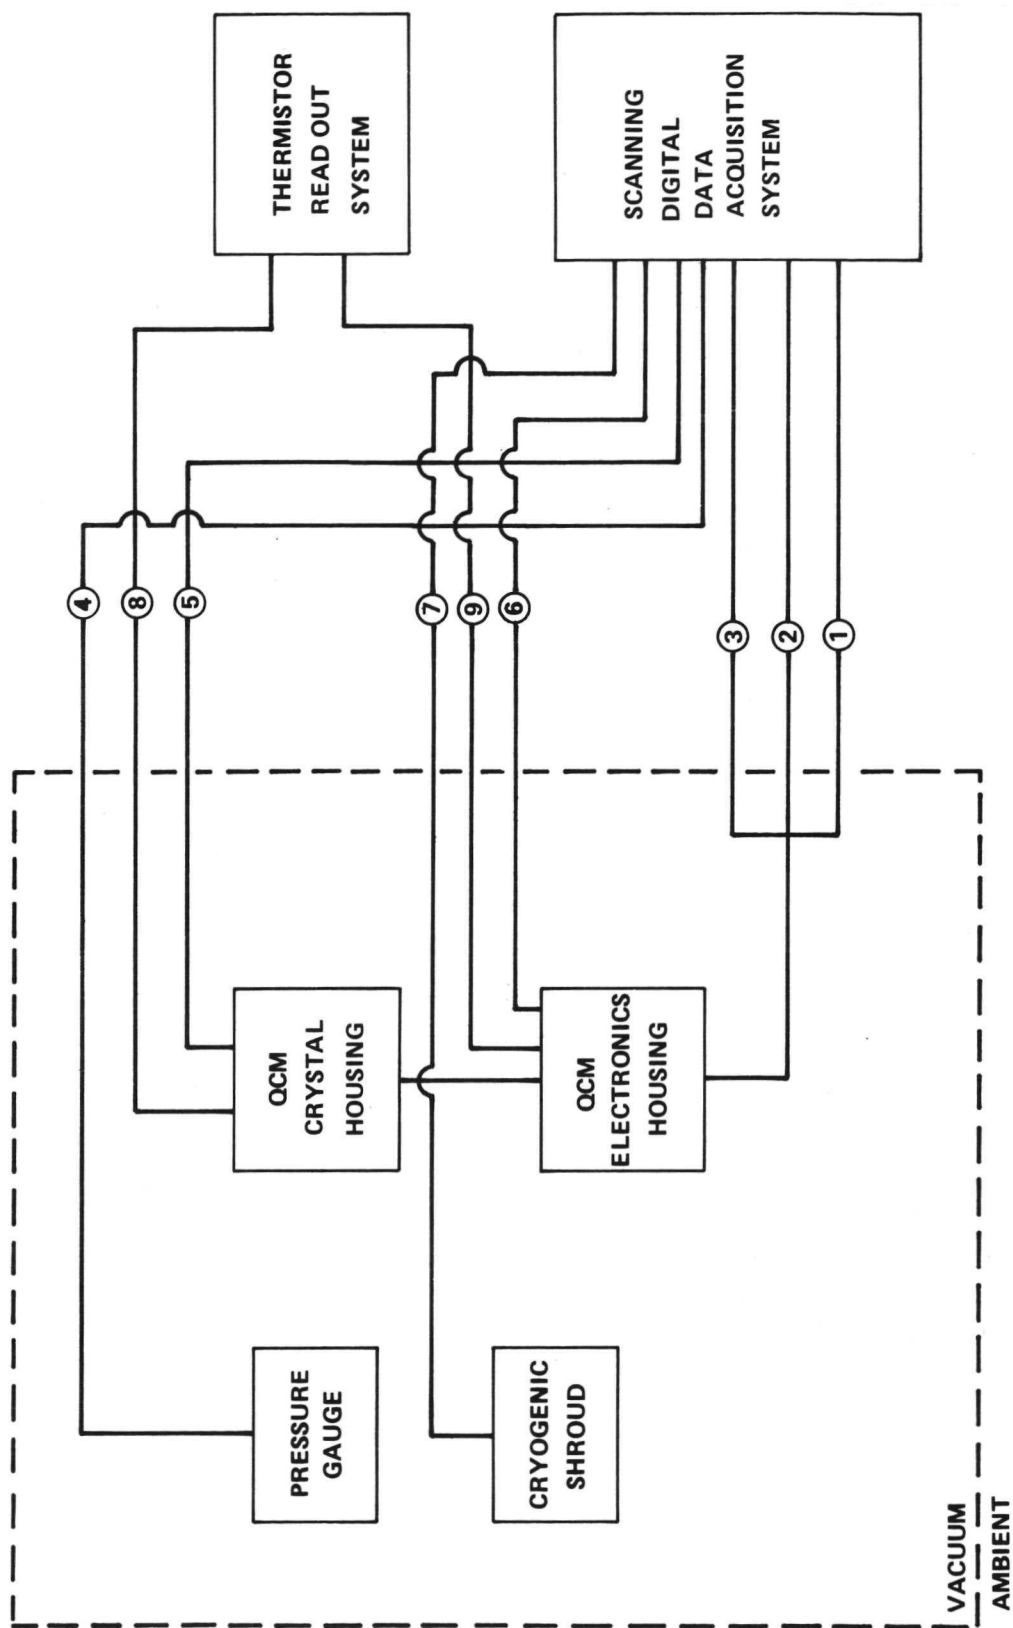 THERMISTOR
READ OUT
SYSTEM
SCANNING
DIGITAL
DATA
ACQUISITION
SYSTEM
4
8
5
7
9
6
3
2
1
QCM
CRYSTAL
HOUSING
QCM
ELECTRONICS
HOUSING
PRESSURE
GAUGE
CRYOGENIC
SHROUD
VACUUM
AMBIENT